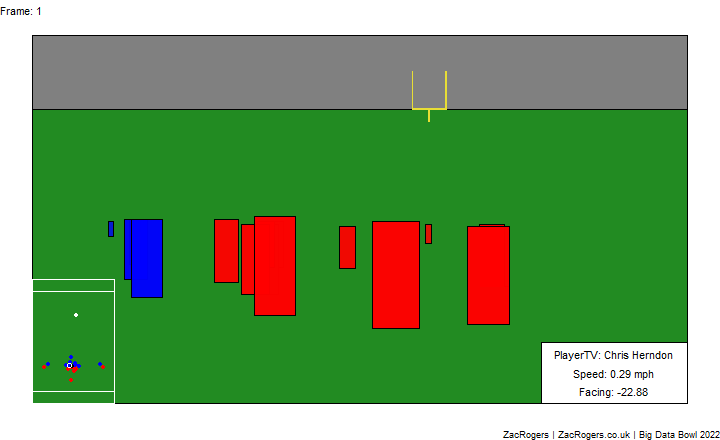 Frame: 1
PlayerTV: Chris Herndon
Speed: 0.29 mph
Facing: -22.88
ZacRogers | ZacRogers.co.uk | Big Data Bowl 2022